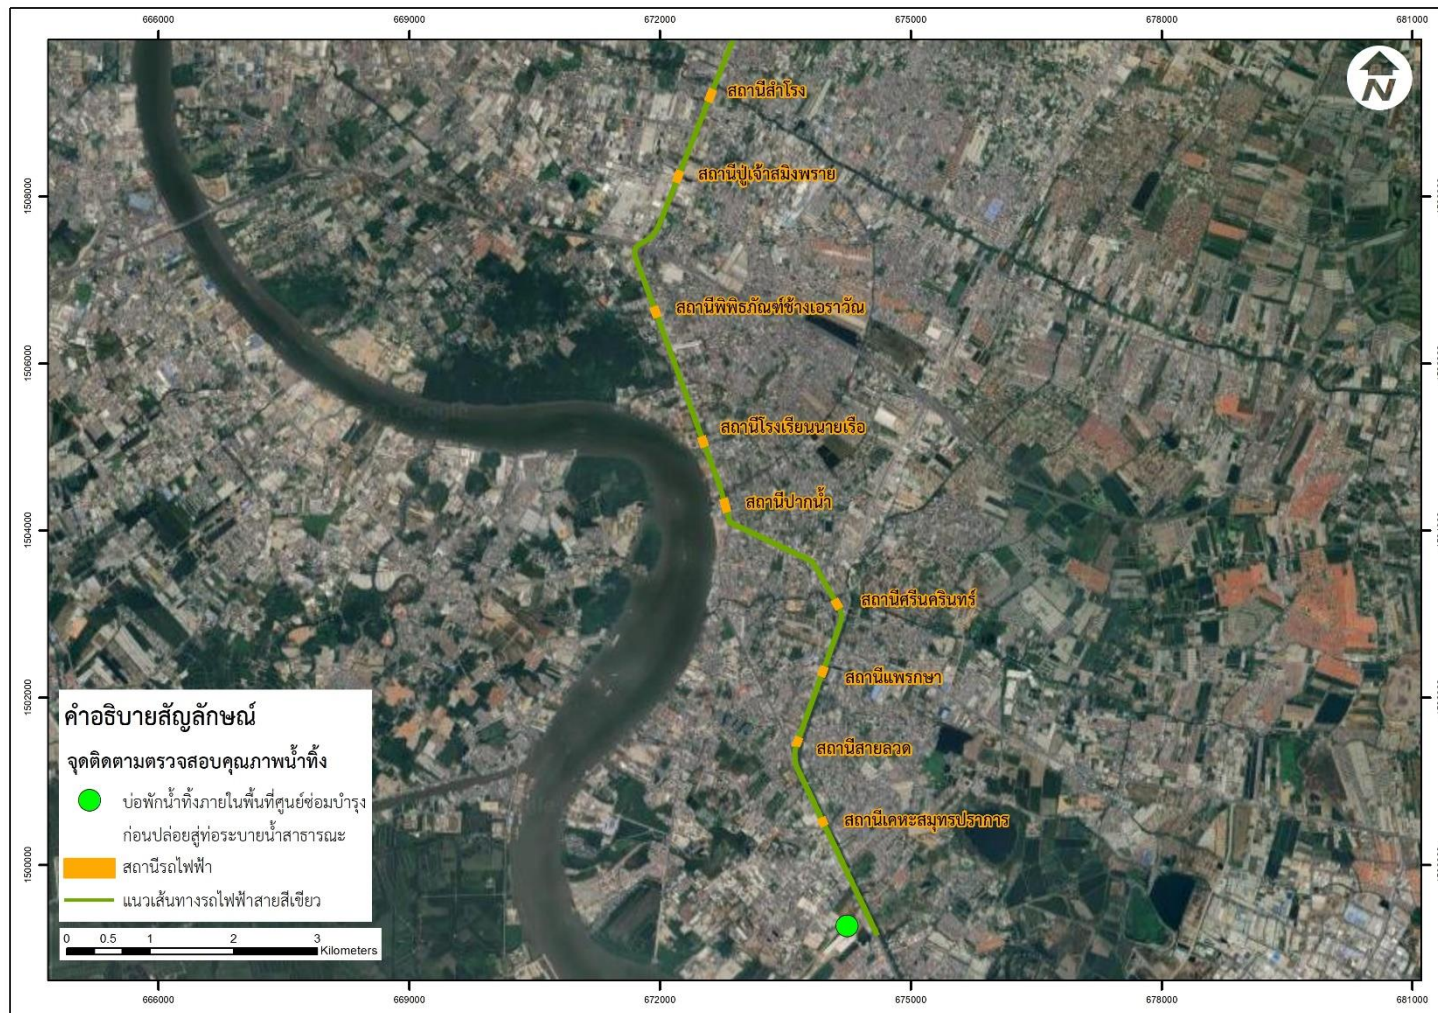 666000 669000 672000 675000 678000 681000
N
สถานีสำโรง
สถานีปู่เจ้าสมิงพราย
1508000
สถานีพิพิธภัณฑ์ช้างเอราวัณ
1506000
สถานีโรงเรียนนายเรือ
สถานีปากน้ำ
1504000
สถานีศรีนครินทร์
สถานีแพรกษา
1502000
สถานีสายลวด
สถานีเคหะสมุทรปราการ
1500000
คำอธิบายสัญลักษณ์
จุดติดตามตรวจสอบคุณภาพน้ำทิ้ง
บ่อพักน้ำทิ้งภายในพื้นที่ศูนย์ซ่อมบำรุง
ก่อนปล่อยสู่ท่อระบายน้ำสาธารณะ
สถานีรถไฟฟ้า
แนวเส้นทางรถไฟฟ้าสายสีเขียว
0 0.5 1 2 3
Kilometers
666000 669000 672000 675000 678000 681000